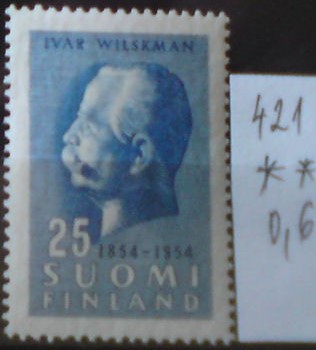 IVAR WILSKMAN
25
1854-1954
SUOMI
FINLAND
421
**
0,6